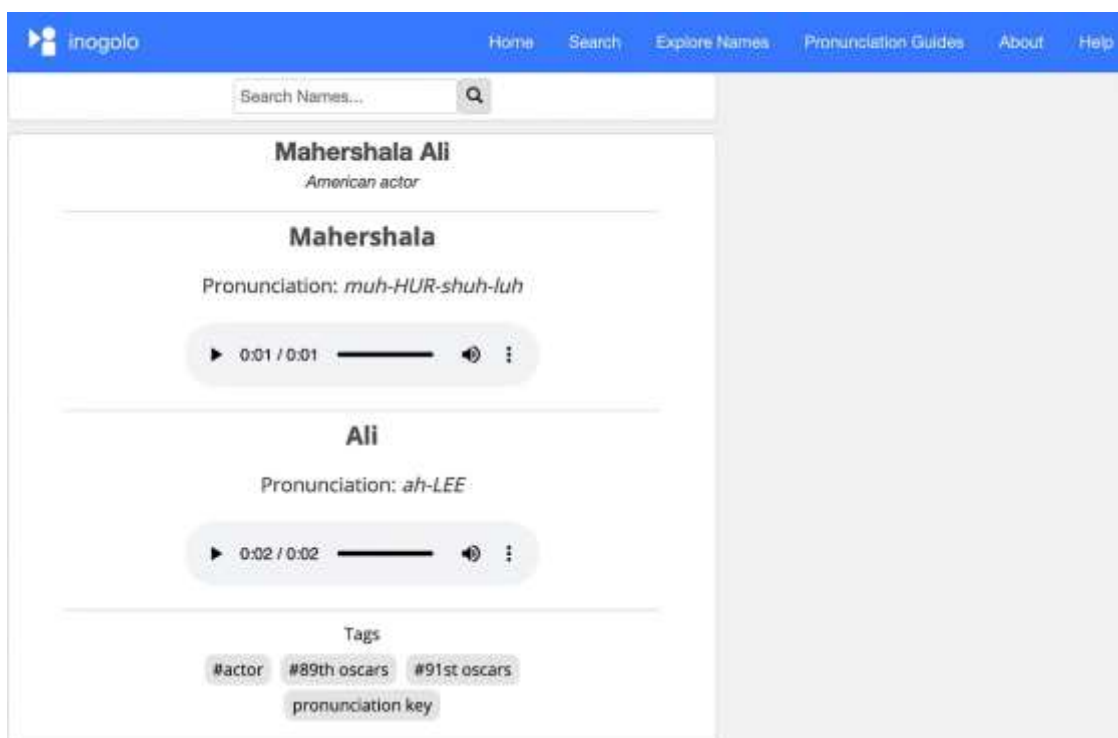 inogolo Home Search Explore Names Pronunciation Guides About Help
Search Names...
Mahershala Ali
American actor
Mahershala
Pronunciation: muh-HUR-shuh-luh
0:01 / 0:01
Ali
Pronunciation: ah-LEE
0:02 / 0:02
Tags
#actor #89th oscars #91st oscars
pronunciation key